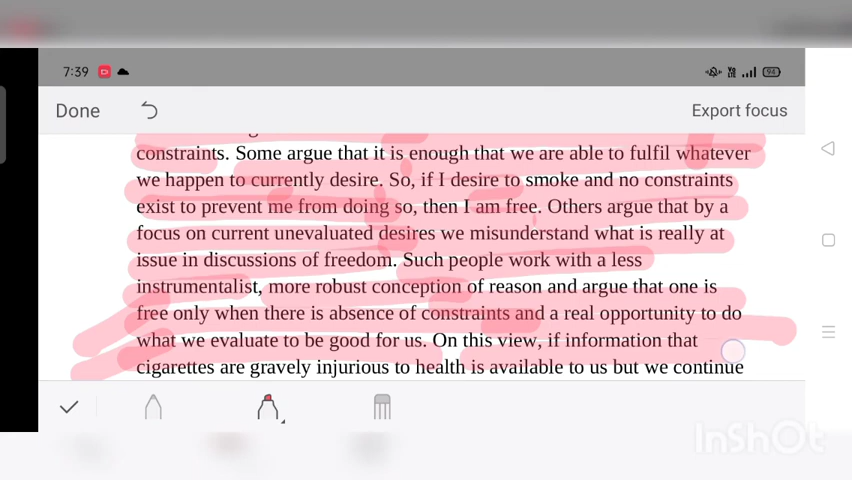 7:39
94
Done
Export focus
constraints. Some argue that it is enough that we are able to fulfil whatever
we happen to currently desire. So, if I desire to smoke and no constraints
exist to prevent me from doing so, then I am free. Others argue that by a
focus on current unevaluated desires we misunderstand what is really at
issue in discussions of freedom. Such people work with a less
instrumentalist, more robust conception of reason and argue that one is
free only when there is absence of constraints and a real opportunity to do
what we evaluate to be good for us. On this view, if information that
cigarettes are gravely injurious to health is available to us but we continue
InShOt